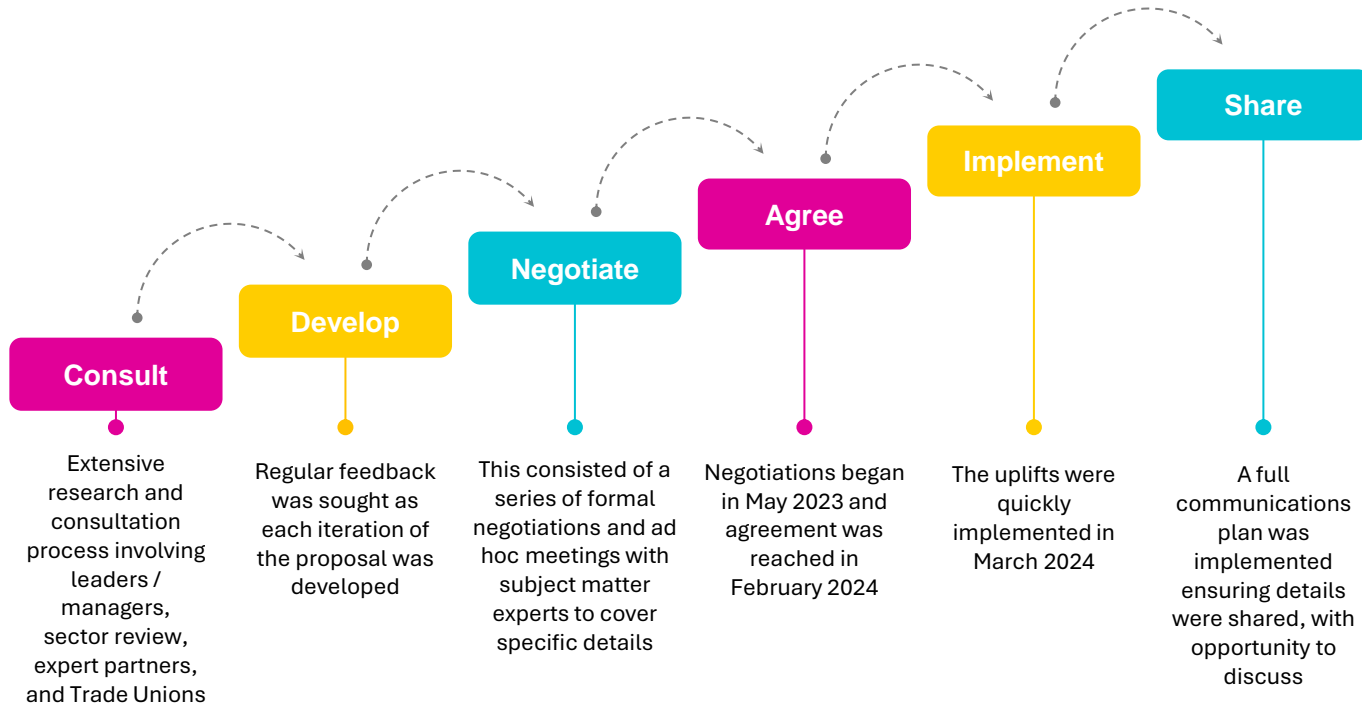 Consult
Extensive
research and
consultation
process involving
leaders /
managers,
sector review,
expert partners,
and Trade Unions
Develop
Regular feedback
was sought as
each iteration of
the proposal was
developed
Negotiate
This consisted of a
series of formal
negotiations and ad
hoc meetings with
subject matter
experts to cover
specific details
Agree
Negotiations began
in May 2023 and
agreement was
reached in
February 2024
Implement
The uplifts were
quickly
implemented in
March 2024
Share
A full
communications
plan was
implemented
ensuring details
were shared, with
opportunity to
discuss